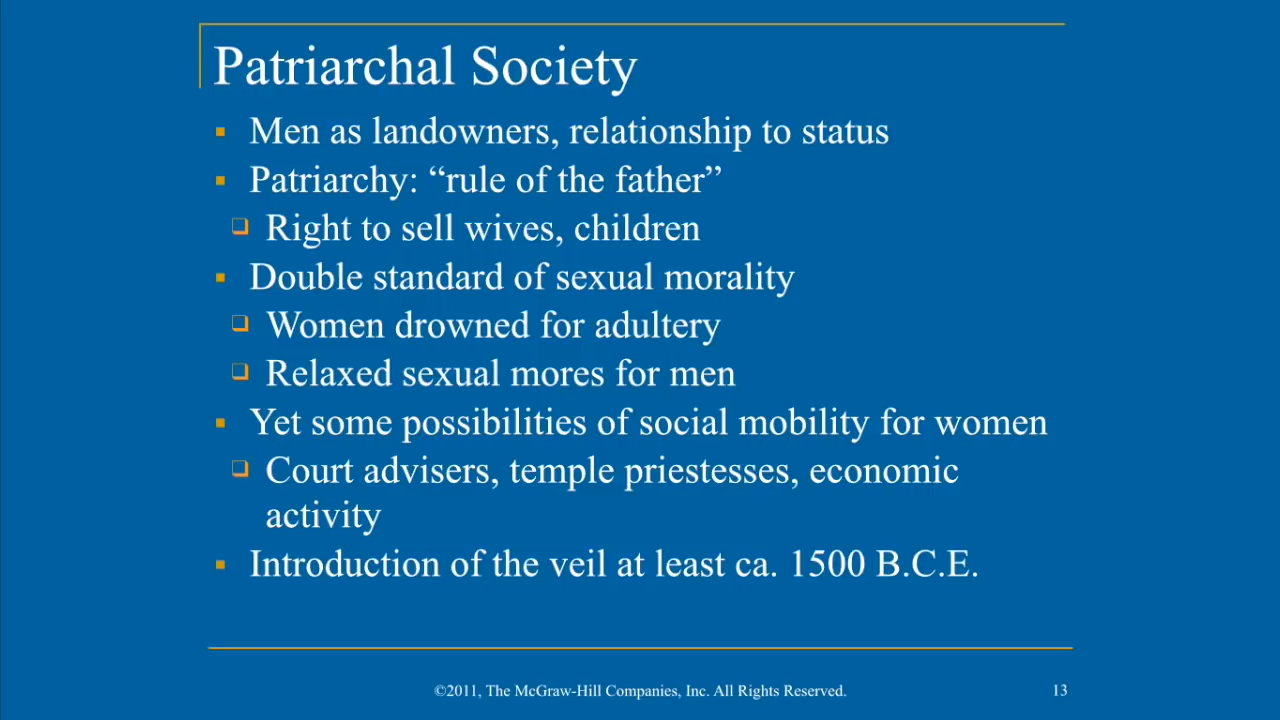 Patriarchal Society
▪ Men as landowners, relationship to status
▪ Patriarchy: “rule of the father”
❑ Right to sell wives, children
▪ Double standard of sexual morality
❑ Women drowned for adultery
❑ Relaxed sexual mores for men
▪ Yet some possibilities of social mobility for women
❑ Court advisers, temple priestesses, economic
activity
▪ Introduction of the veil at least ca. 1500 B.C.E.
©2011, The McGraw-Hill Companies, Inc. All Rights Reserved.
13